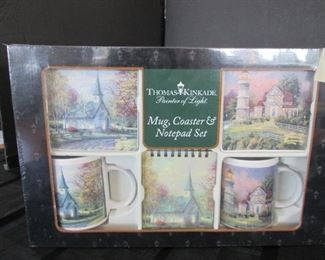 THOMAS KINKADE
Painter of Light
Mug, Coaster &
Notepad Set